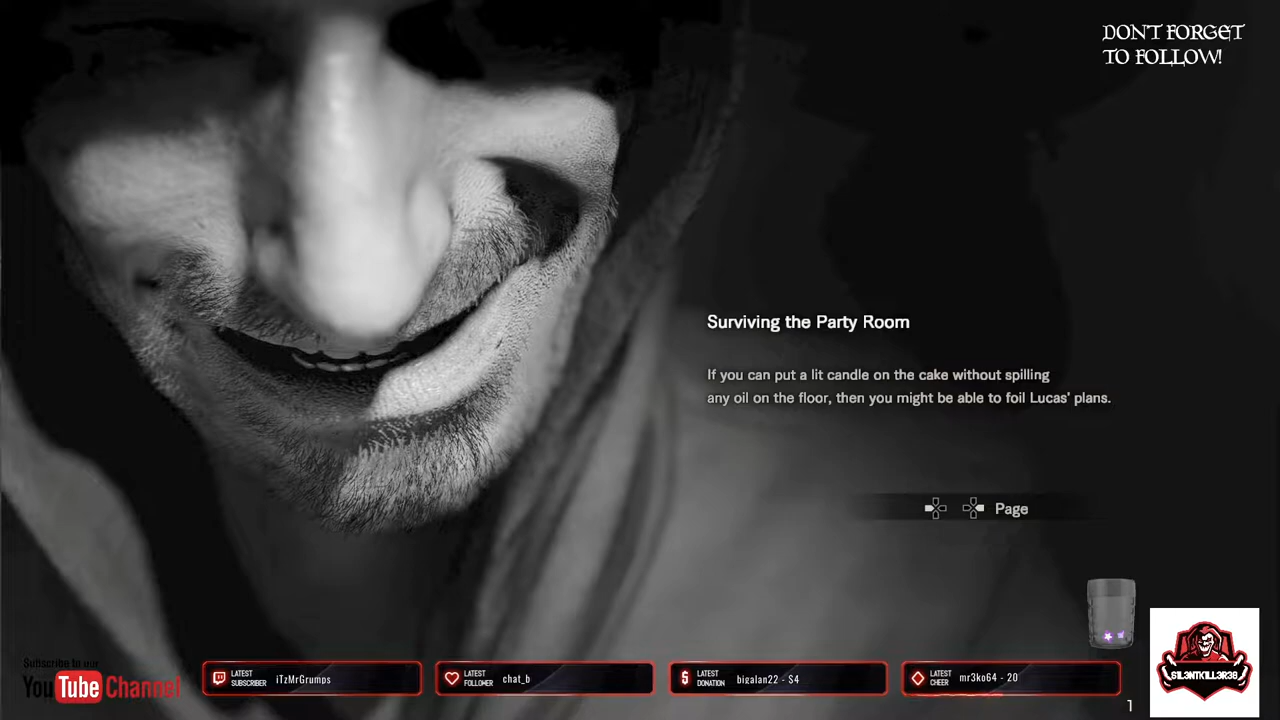 DON'T FORGET
TO FOLLOW!
Surviving the Party Room
If you can put a lit candle on the cake without spilling
any oil on the floor, then you might be able to foil Lucas' plans.
Page
Subscribe to our
YouTube Channel
LATEST
SUBSCRIBER
iTzMrGrumps
LATEST
FOLLOWER
chat_b
LATEST
DONATION
bigalan22 - $4
LATEST
CHEER
mr3ko64 - 20
S1L3NTK1LL3R38
1